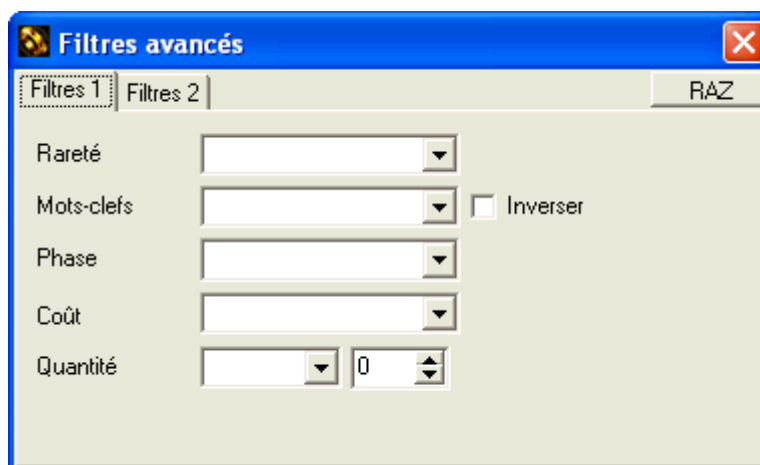 Filtres avancés
Filtres 1 Filtres 2 RAZ
Rareté
Mots-clefs Inverser
Phase
Coût
Quantité 0